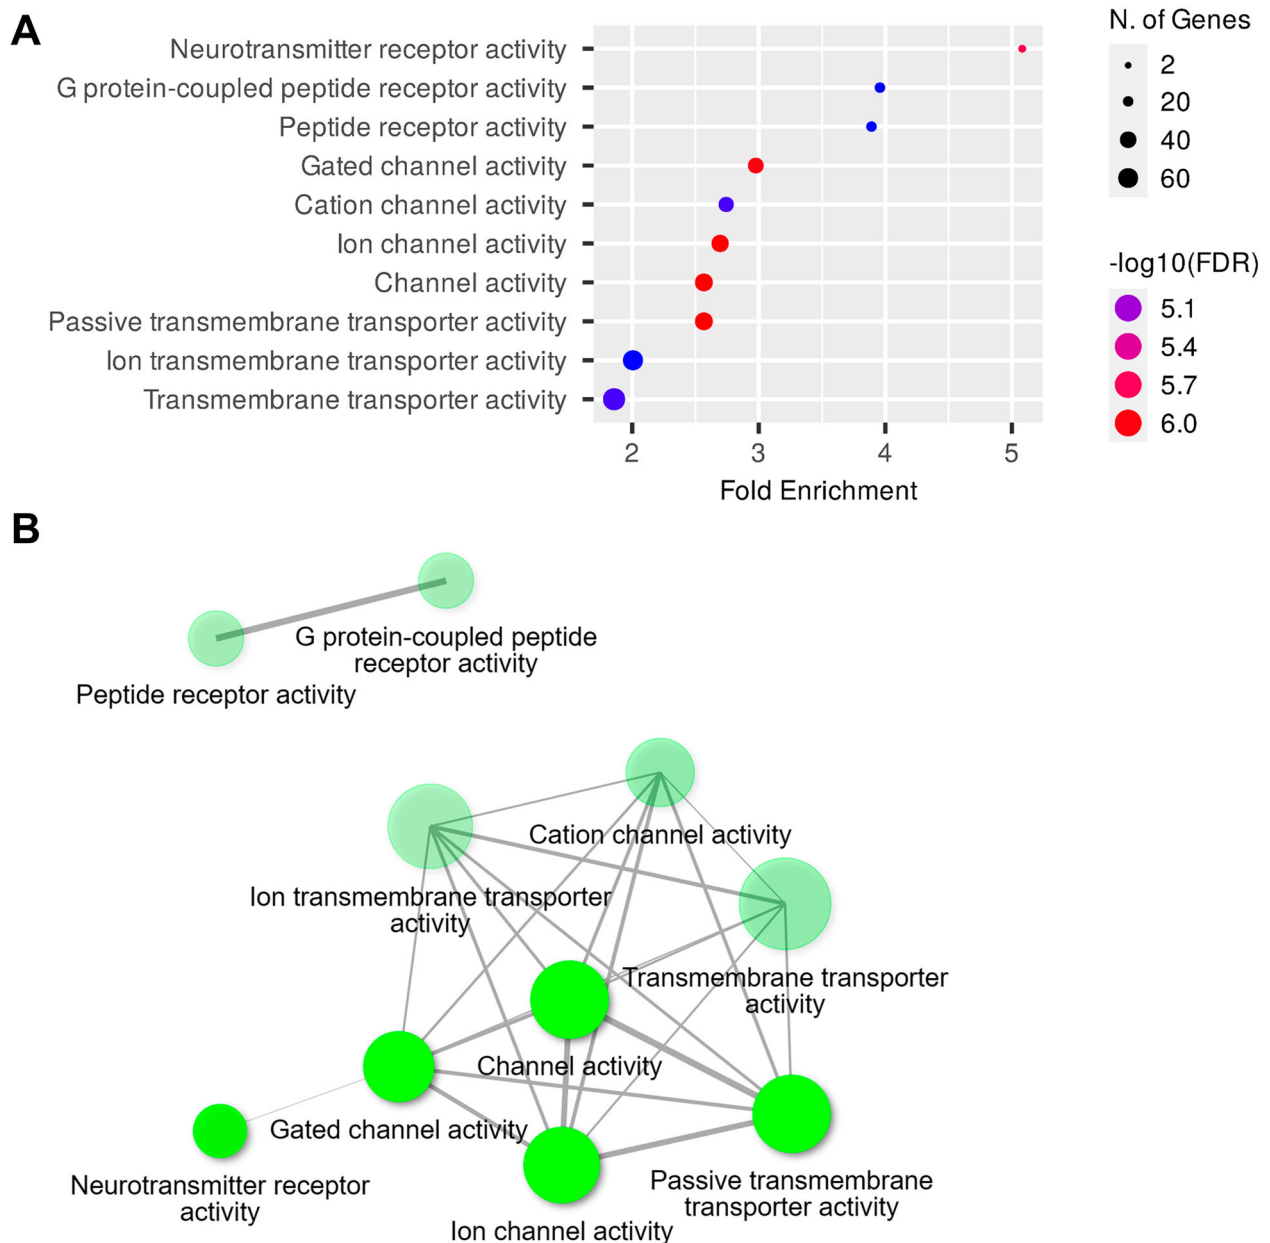 A
Neurotransmitter receptor activity
G protein-coupled peptide receptor activity
Peptide receptor activity
Gated channel activity
Cation channel activity
Ion channel activity
Channel activity
Passive transmembrane transporter activity
Ion transmembrane transporter activity
Transmembrane transporter activity
2 3 4 5
Fold Enrichment
N. of Genes
2
20
40
60
-log10(FDR)
5.1
5.4
5.7
6.0
B
G protein-coupled peptide
receptor activity
Peptide receptor activity
Cation channel activity
Ion transmembrane transporter
activity
Transmembrane transporter
activity
Channel activity
Gated channel activity
Neurotransmitter receptor
activity
Passive transmembrane
transporter activity
Ion channel activity